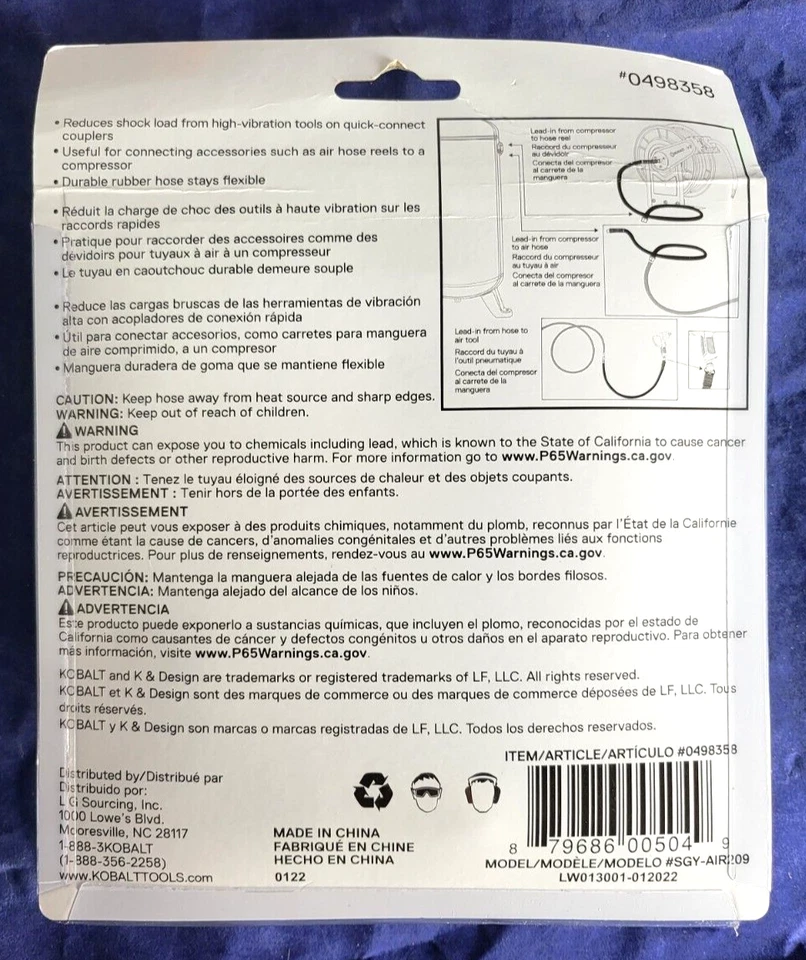 #0498358
• Reduces shock load from high-vibration tools on quick-connect
couplers
• Useful for connecting accessories such as air hose reels to a
compressor
• Durable rubber hose stays flexible
• Réduit la charge de choc des outils à haute vibration sur les
raccords rapides
• Pratique pour raccorder des accessoires comme des
dévidoirs pour tuyaux à air à un compresseur
• Le tuyau en caoutchouc durable demeure souple
• Reduce las cargas bruscas de las herramientas de vibración
alta con acopladores de conexión rápida
• Útil para conectar accesorios, como carretes para manguera
de aire comprimido, a un compresor
• Manguera duradera de goma que se mantiene flexible
Lead-in from compressor
to hose reel
Raccord du compresseur
au dévidoir
Conecta del compresor
al carrete de la
manguera
Lead-in from compressor
to air hose
Raccord du compresseur
au tuyau à air
Conecta del compresor
al carrete de la manguera
Lead-in from hose to
air tool
Raccord du tuyau à
l'outil pneumatique
Conecta del compresor
al carrete de la
manguera
CAUTION: Keep hose away from heat source and sharp edges.
WARNING: Keep out of reach of children.
⚠ WARNING
This product can expose you to chemicals including lead, which is known to the State of California to cause cancer
and birth defects or other reproductive harm. For more information go to www.P65Warnings.ca.gov.
ATTENTION : Tenez le tuyau éloigné des sources de chaleur et des objets coupants.
AVERTISSEMENT : Tenir hors de la portée des enfants.
⚠ AVERTISSEMENT
Cet article peut vous exposer à des produits chimiques, notamment du plomb, reconnus par l'État de la Californie
comme étant la cause de cancers, d'anomalies congénitales et d'autres problèmes liés aux fonctions
reproductrices. Pour plus de renseignements, rendez-vous au www.P65Warnings.ca.gov.
PRECAUCIÓN: Mantenga la manguera alejada de las fuentes de calor y los bordes filosos.
ADVERTENCIA: Mantenga alejado del alcance de los niños.
⚠ ADVERTENCIA
Este producto puede exponerlo a sustancias químicas, que incluyen el plomo, reconocidas por el estado de
California como causantes de cáncer y defectos congénitos u otros daños en el aparato reproductivo. Para obtener
más información, visite www.P65Warnings.ca.gov.
KOBALT and K & Design are trademarks or registered trademarks of LF, LLC. All rights reserved.
KOBALT et K & Design sont des marques de commerce ou des marques de commerce déposées de LF, LLC. Tous
droits réservés.
KOBALT y K & Design son marcas o marcas registradas de LF, LLC. Todos los derechos reservados.
Distributed by/Distribué par
Distribuido por:
LG Sourcing, Inc.
1000 Lowe's Blvd.
Mooresville, NC 28117
1-888-3KOBALT
(1-888-356-2258)
www.KOBALTTOOLS.com
MADE IN CHINA
FABRIQUÉ EN CHINE
HECHO EN CHINA
0122
ITEM/ARTICLE/ARTÍCULO #0498358
8 79686 00504 9
MODEL/MODÈLE/MODELO #SGY-AIR209
LW013001-012022